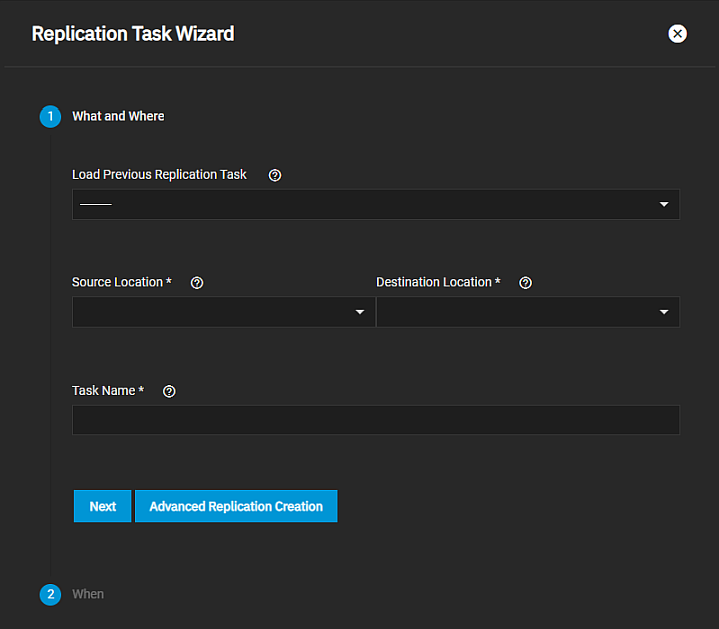 Replication Task Wizard
1 What and Where
Load Previous Replication Task
Source Location * Destination Location *
Task Name *
Next Advanced Replication Creation
2 When